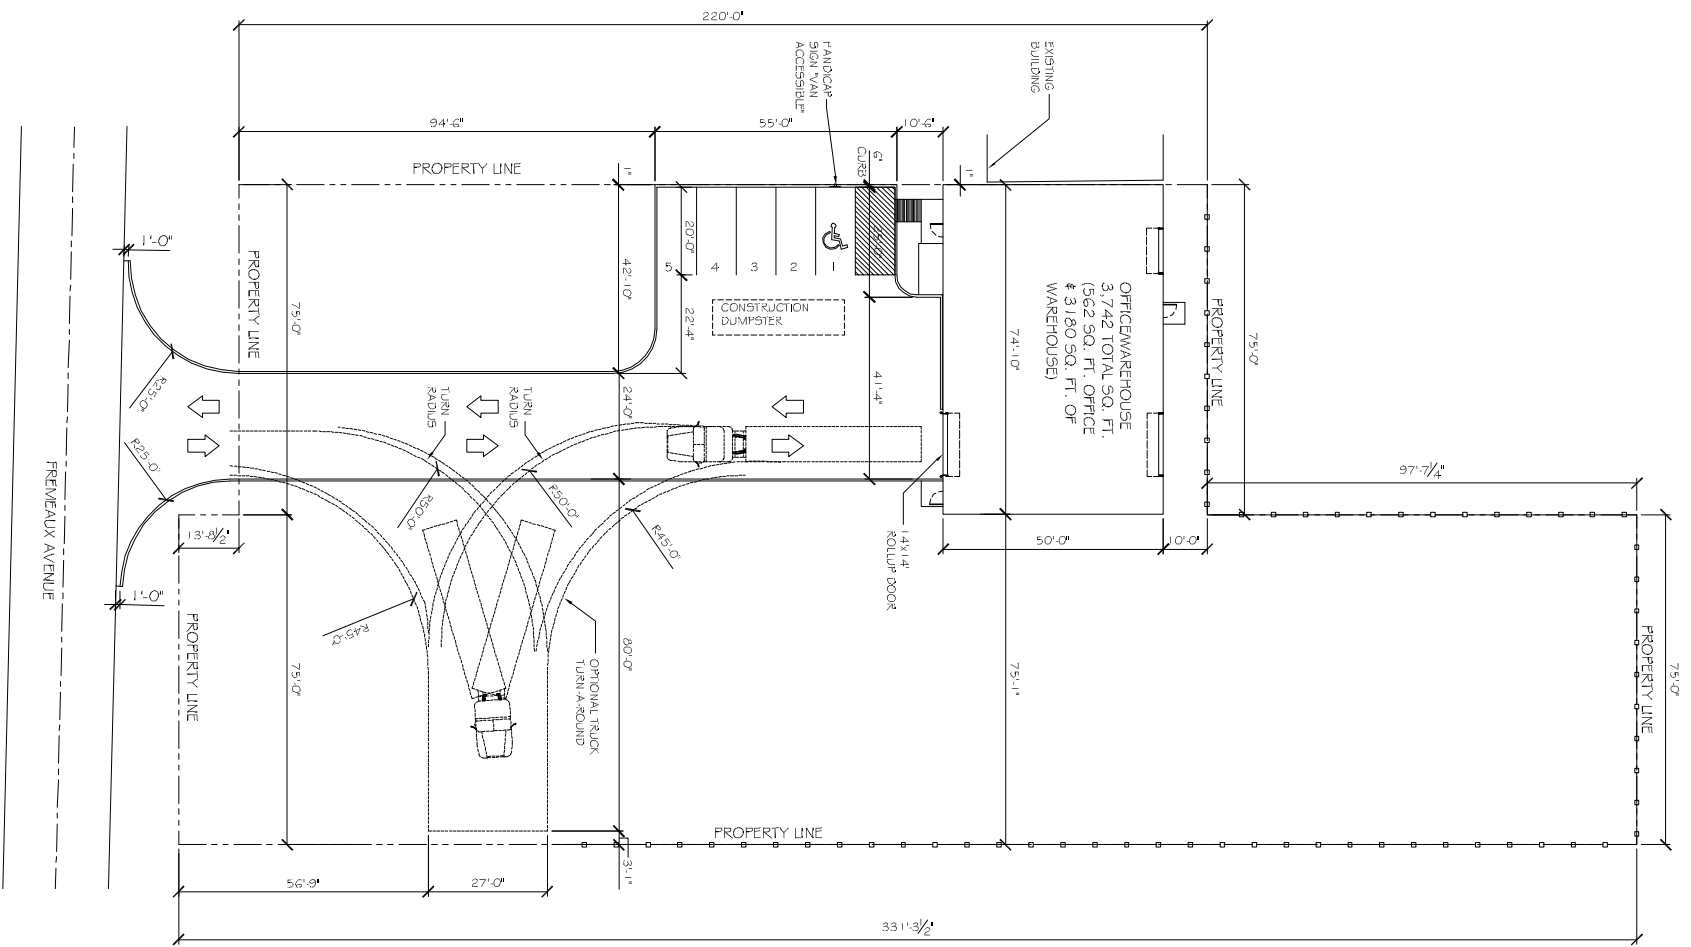 220'-0"
HANDICAP
SIGN "VAN
ACCESSIBLE"
EXISTING
BUILDING
94'-6"
55'-0"
10'-6"
PROPERTY LINE
1"
6"
CURB
1"
1'-0"
PROPERTY LINE
75'-0"
42'-10"
20'-0"
5
4
3
2
1
CONSTRUCTION
DUMPSTER
22'-4"
OFFICE/WAREHOUSE
3,742 TOTAL SQ. FT.
(562 SQ. FT. OFFICE
& 3180 SQ. FT. OF
WAREHOUSE)
74'-10"
PROPERTY LINE
75'-0"
R25'-0"
TURN
RADIUS
TURN
RADIUS
24'-0"
41'-4"
R25'-0"
R50'-0"
R50'-0"
R45'-0"
97'-7¼"
FREMEAUX AVENUE
13'-8½"
14'x14'
ROLLUP DOOR
50'-0"
10'-0"
1'-0"
PROPERTY LINE
75'-0"
R45'-0"
OPTIONAL TRUCK
TURN-A-ROUND
80'-0"
75'-1"
PROPERTY LINE
75'-0"
PROPERTY LINE
3'-1"
56'-9"
27'-0"
331'-3½"